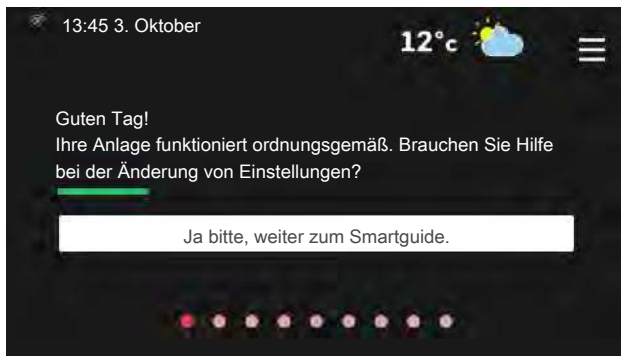 13:45 3. Oktober
12°c
Guten Tag!
Ihre Anlage funktioniert ordnungsgemäß. Brauchen Sie Hilfe
bei der Änderung von Einstellungen?
Ja bitte, weiter zum Smartguide.